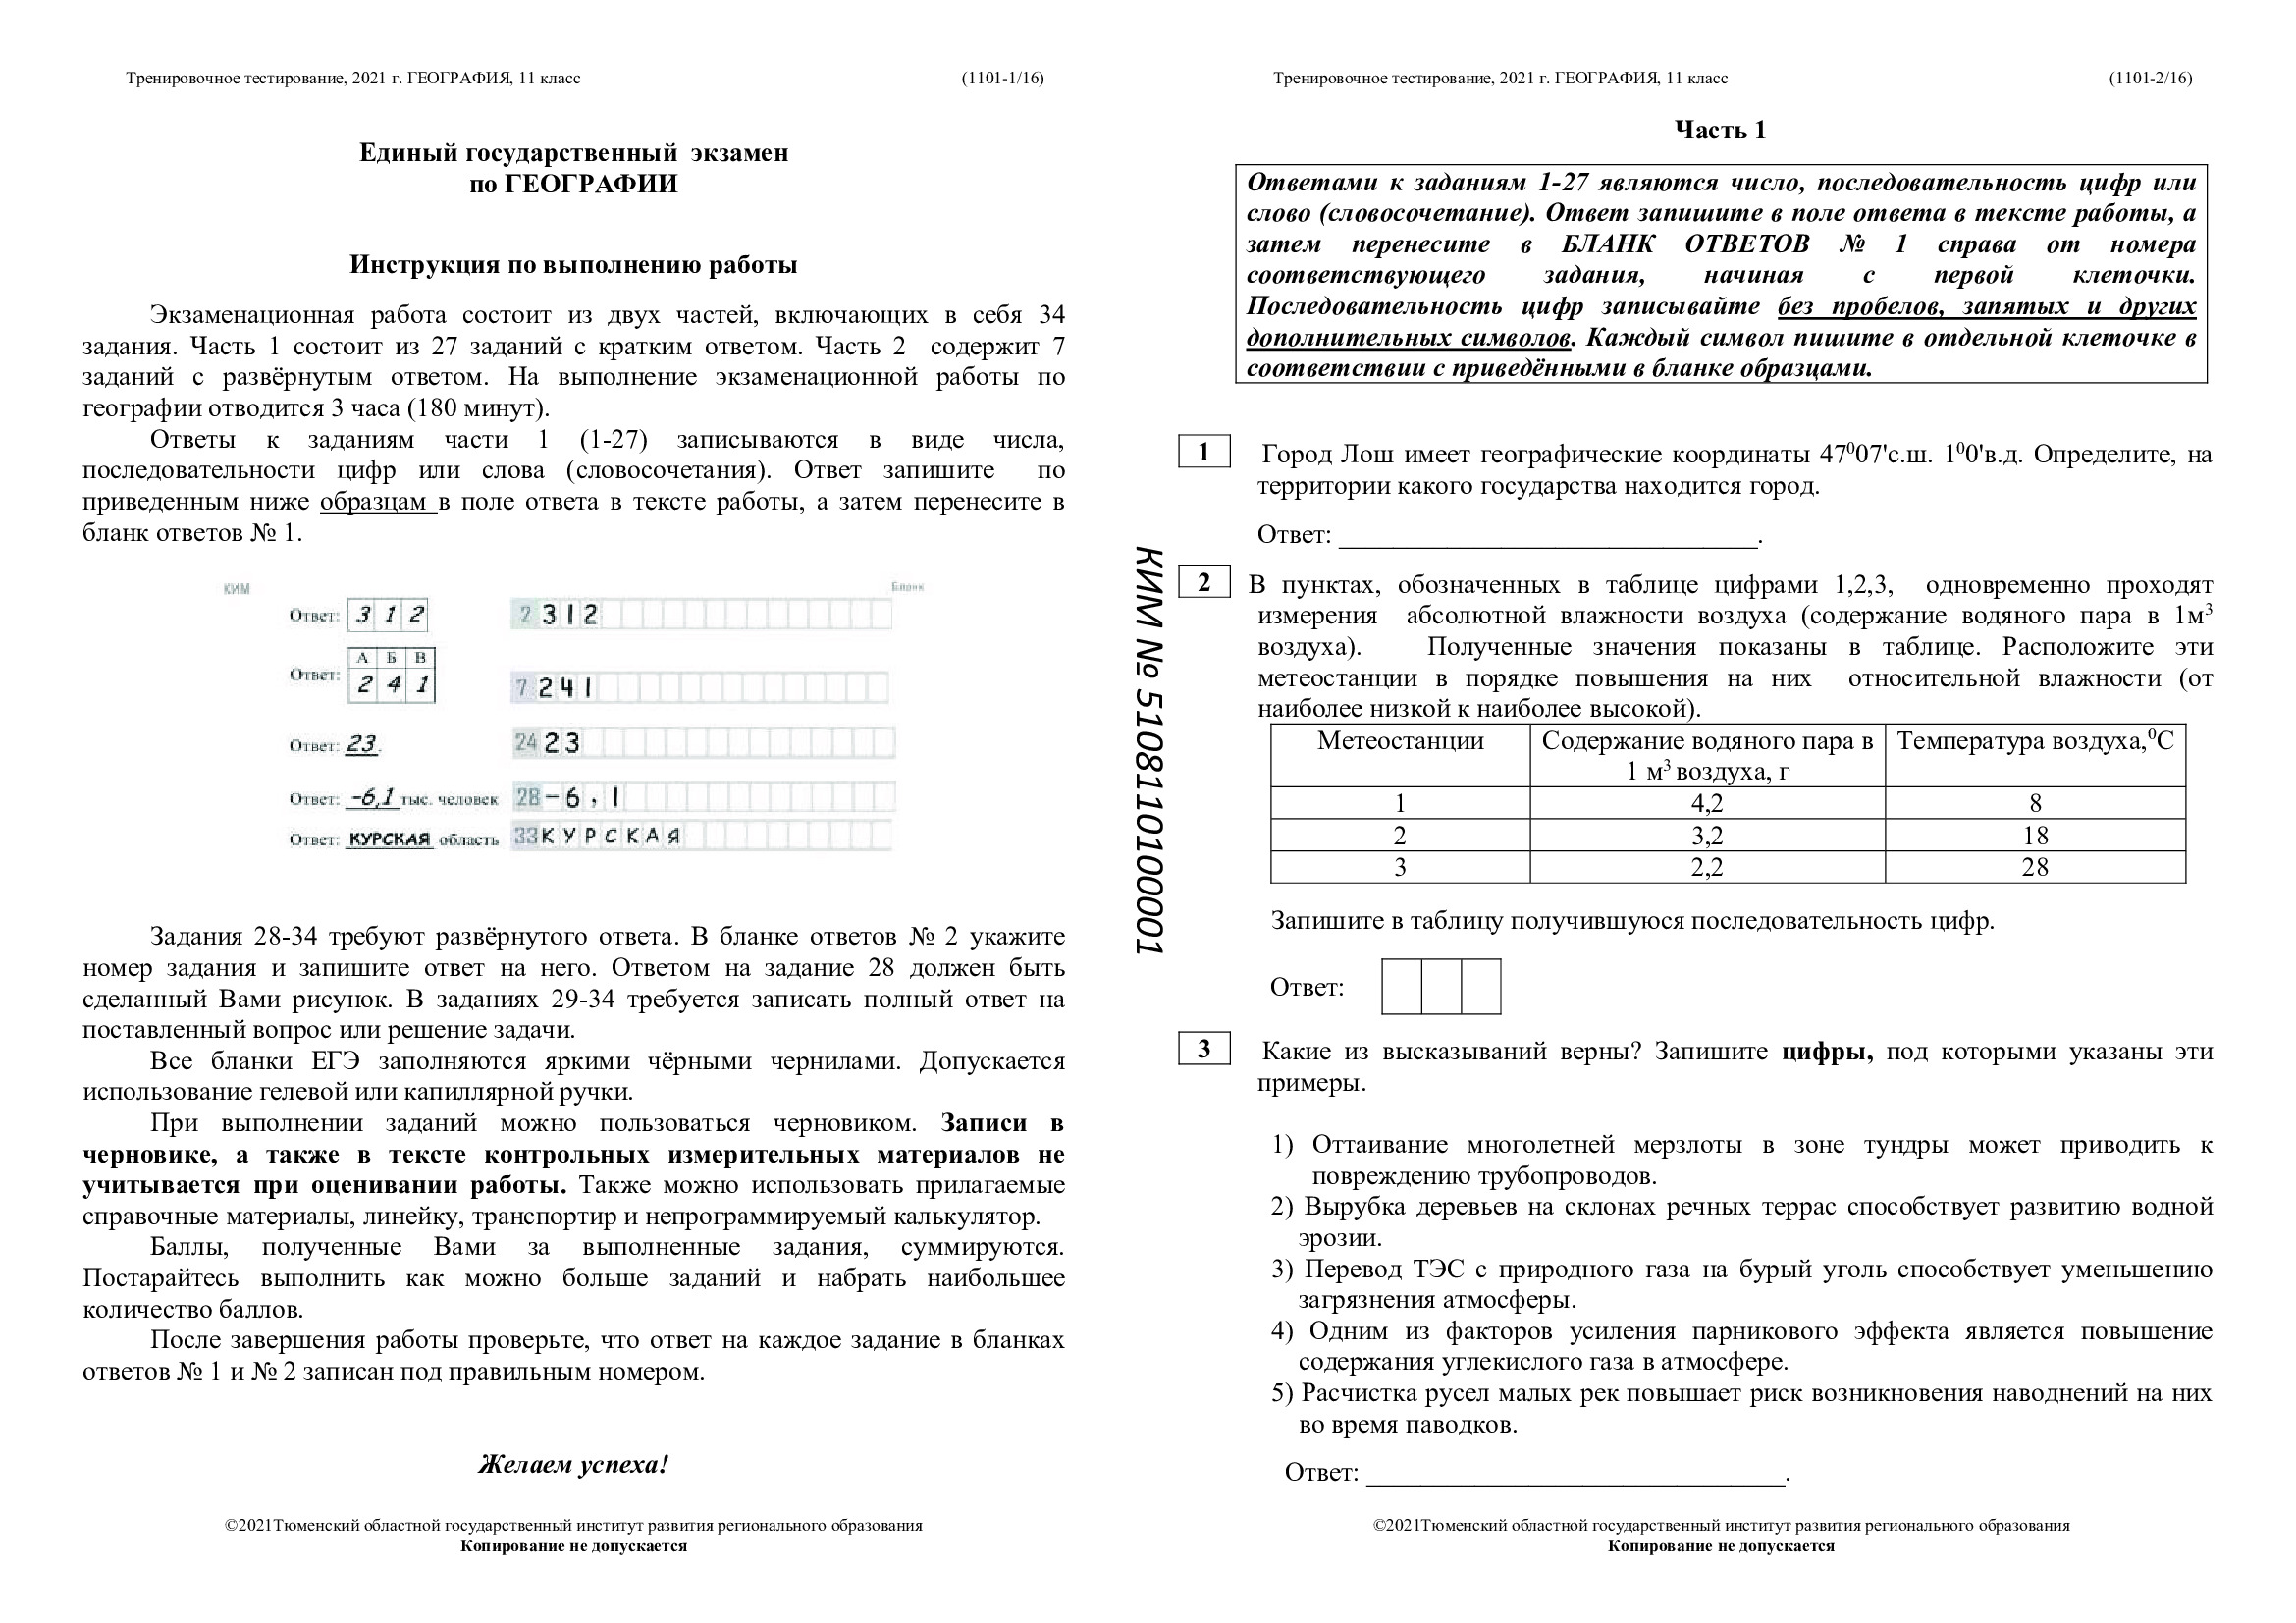 Тренировочное тестирование, 2021 г. ГЕОГРАФИЯ, 11 класс (1101-1/16)
Единый государственный экзамен
по ГЕОГРАФИИ
Инструкция по выполнению работы
Экзаменационная работа состоит из двух частей, включающих в себя 34
задания. Часть 1 состоит из 27 заданий с кратким ответом. Часть 2 содержит 7
заданий с развёрнутым ответом. На выполнение экзаменационной работы по
географии отводится 3 часа (180 минут).
Ответы к заданиям части 1 (1-27) записываются в виде числа,
последовательности цифр или слова (словосочетания). Ответ запишите по
приведенным ниже образцам в поле ответа в тексте работы, а затем перенесите в
бланк ответов № 1.
КИМ Бланк
Ответ: 3 1 2 2 3 1 2
А Б В
Ответ: 2 4 1 7 2 4 1
Ответ: 23. 24 2 3
Ответ: -6,1 тыс. человек 28 - 6 , 1
Ответ: КУРСКАЯ область 33 К У Р С К А Я
Задания 28-34 требуют развёрнутого ответа. В бланке ответов № 2 укажите
номер задания и запишите ответ на него. Ответом на задание 28 должен быть
сделанный Вами рисунок. В заданиях 29-34 требуется записать полный ответ на
поставленный вопрос или решение задачи.
Все бланки ЕГЭ заполняются яркими чёрными чернилами. Допускается
использование гелевой или капиллярной ручки.
При выполнении заданий можно пользоваться черновиком. Записи в
черновике, а также в тексте контрольных измерительных материалов не
учитывается при оценивании работы. Также можно использовать прилагаемые
справочные материалы, линейку, транспортир и непрограммируемый калькулятор.
Баллы, полученные Вами за выполненные задания, суммируются.
Постарайтесь выполнить как можно больше заданий и набрать наибольшее
количество баллов.
После завершения работы проверьте, что ответ на каждое задание в бланках
ответов № 1 и № 2 записан под правильным номером.
Желаем успеха!
©2021Тюменский областной государственный институт развития регионального образования
Копирование не допускается
КИМ № 51081101010000 1
Тренировочное тестирование, 2021 г. ГЕОГРАФИЯ, 11 класс (1101-2/16)
Часть 1
Ответами к заданиям 1-27 являются число, последовательность цифр или
слово (словосочетание). Ответ запишите в поле ответа в тексте работы, а
затем перенесите в БЛАНК ОТВЕТОВ № 1 справа от номера
соответствующего задания, начиная с первой клеточки.
Последовательность цифр записывайте без пробелов, запятых и других
дополнительных символов. Каждый символ пишите в отдельной клеточке в
соответствии с приведёнными в бланке образцами.
1 Город Лош имеет географические координаты 47⁰07'с.ш. 1⁰0'в.д. Определите, на
территории какого государства находится город.
Ответ: ______________________________.
2 В пунктах, обозначенных в таблице цифрами 1,2,3, одновременно проходят
измерения абсолютной влажности воздуха (содержание водяного пара в 1м³
воздуха). Полученные значения показаны в таблице. Расположите эти
метеостанции в порядке повышения на них относительной влажности (от
наиболее низкой к наиболее высокой).
Метеостанции Содержание водяного пара в Температура воздуха,⁰С
1 м³ воздуха, г
1 4,2 8
2 3,2 18
3 2,2 28
Запишите в таблицу получившуюся последовательность цифр.
Ответ:
3 Какие из высказываний верны? Запишите цифры, под которыми указаны эти
примеры.
1) Оттаивание многолетней мерзлоты в зоне тундры может приводить к
повреждению трубопроводов.
2) Вырубка деревьев на склонах речных террас способствует развитию водной
эрозии.
3) Перевод ТЭС с природного газа на бурый уголь способствует уменьшению
загрязнения атмосферы.
4) Одним из факторов усиления парникового эффекта является повышение
содержания углекислого газа в атмосфере.
5) Расчистка русел малых рек повышает риск возникновения наводнений на них
во время паводков.
Ответ: ______________________________.
©2021Тюменский областной государственный институт развития регионального образования
Копирование не допускается